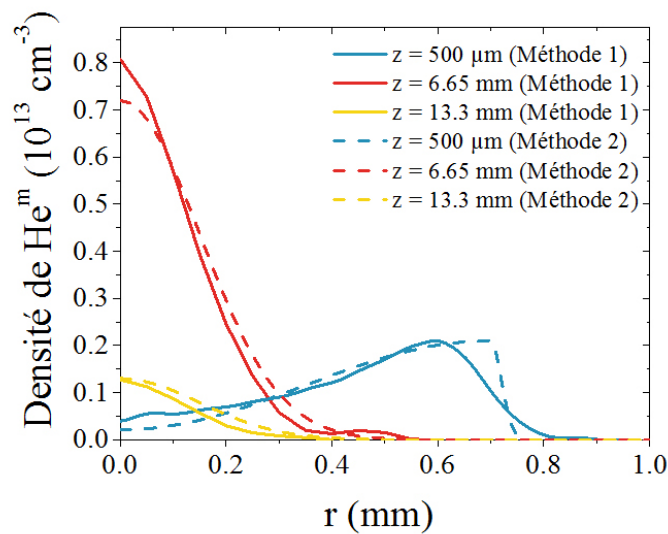 Densité de Heᵐ (10¹³ cm⁻³)
0.8
0.7
0.6
0.5
0.4
0.3
0.2
0.1
0.0
z = 500 µm (Méthode 1)
z = 6.65 mm (Méthode 1)
z = 13.3 mm (Méthode 1)
z = 500 µm (Méthode 2)
z = 6.65 mm (Méthode 2)
z = 13.3 mm (Méthode 2)
0.0 0.2 0.4 0.6 0.8 1.0
r (mm)